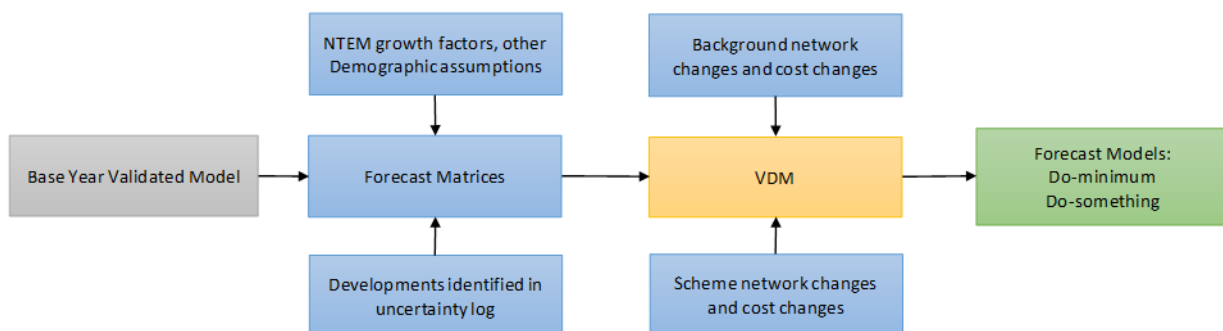 NTEM growth factors, other
Demographic assumptions
Background network
changes and cost changes
Base Year Validated Model
Forecast Matrices
VDM
Forecast Models:
Do-minimum
Do-something
Developments identified in
uncertainty log
Scheme network changes
and cost changes